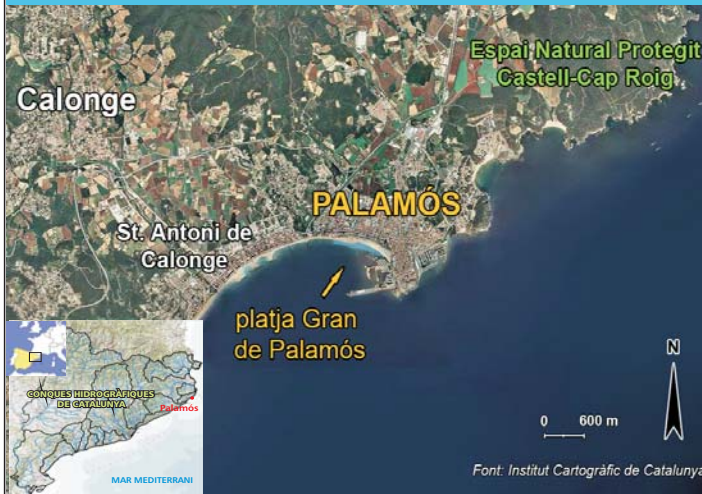 Espai Natural Protegit
Castell-Cap Roig
Calonge
PALAMÓS
St. Antoni de
Calonge
platja Gran
de Palamós
N
0 600 m
CONQUES HIDROGRÀFIQUES
DE CATALUNYA
Palamós
MAR MEDITERRANI
Font: Institut Cartogràfic de Catalunya